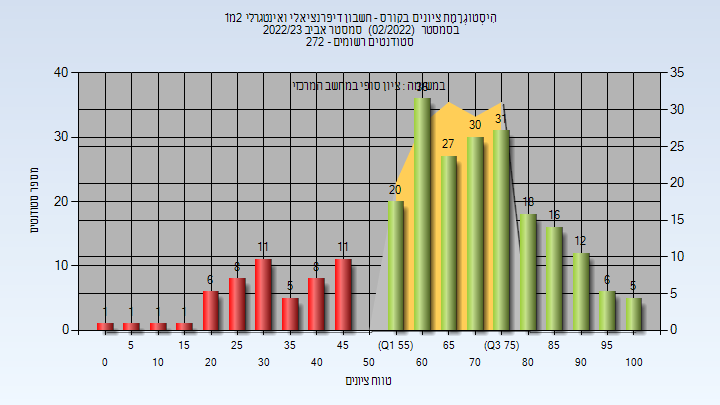 הִיסְטוֹגְרָמַת ציונים בקורס - חשבון דיפרנציאלי ואינטגרלי 2מ1
בסמסטר (02/2022) סמסטר אביב 2022/23
סטודנטים רשומים - 272
במשימה : ציון סופי במחשב המרכזי
מספר סטודנטים
40
30
20
10
0
35
30
25
20
15
10
5
0
1 1 1 1 6 8 11 5 8 11 20 36 27 30 31 18 16 12 6 5
5 15 25 35 45 (Q1 55) 65 (Q3 75) 85 95
0 10 20 30 40 50 60 70 80 90 100
טווח ציונים